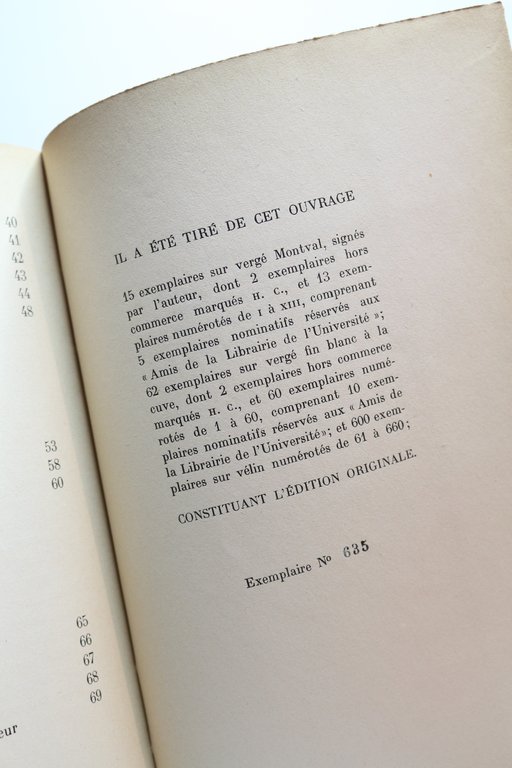 40
41
42
43
44
48
53
58
60
65
66
67
68
69
eur
IL A ÉTÉ TIRÉ DE CET OUVRAGE
15 exemplaires sur vergé Montval, signés
par l'auteur, dont 2 exemplaires hors
commerce marqués H. C., et 13 exem-
plaires numérotés de I à XIII, comprenant
5 exemplaires nominatifs réservés aux
« Amis de la Librairie de l'Université »;
62 exemplaires sur vergé fin blanc à la
cuve, dont 2 exemplaires hors commerce
marqués H. C., et 60 exemplaires numé-
rotés de 1 à 60, comprenant 10 exem-
plaires nominatifs réservés aux « Amis de
la Librairie de l'Université»; et 600 exem-
plaires sur vélin numérotés de 61 à 660;
CONSTITUANT L'ÉDITION ORIGINALE.
Exemplaire Nº 635